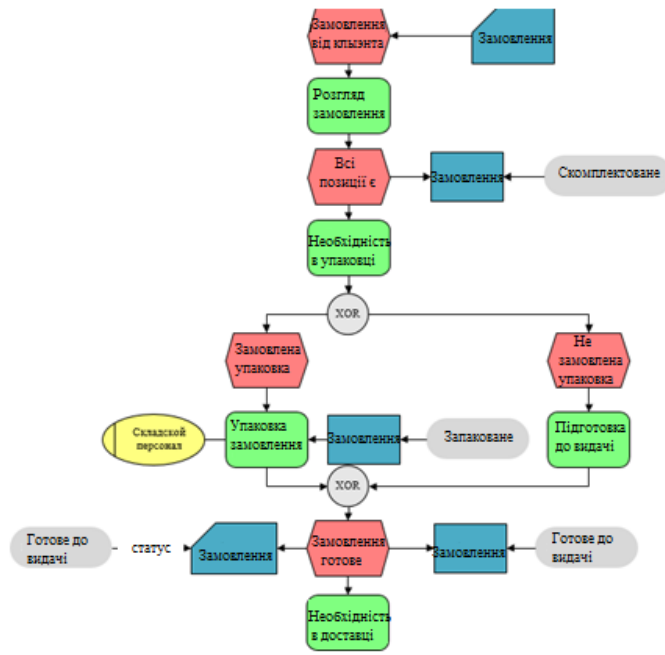 Замовлення
від клыэнта
Замовлення
Розгляд
замовлення
Всі
позиції є
Замовлення
Скомплектоване
Необхідність
в упаковці
XOR
Замовлена
упаковка
Не
замовлена
упаковка
Складской
персонал
Упаковка
замовлення
Замовлення
Запаковане
Підготовка
до видачі
XOR
Готове до
видачі
статус
Замовлення
Замовлення
готове
Замовлення
Готове до
видачі
Необхідність
в доставці